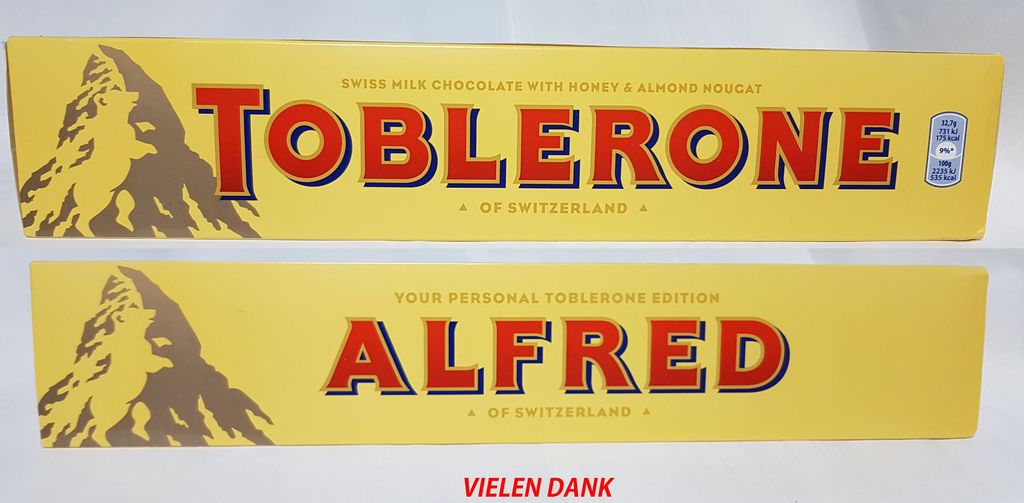 SWISS MILK CHOCOLATE WITH HONEY & ALMOND NOUGAT
TOBLERONE
OF SWITZERLAND
32,7g
731 kJ
175 kcal
9%*
100g
2235 kJ
535 kcal
YOUR PERSONAL TOBLERONE EDITION
ALFRED
OF SWITZERLAND
VIELEN DANK